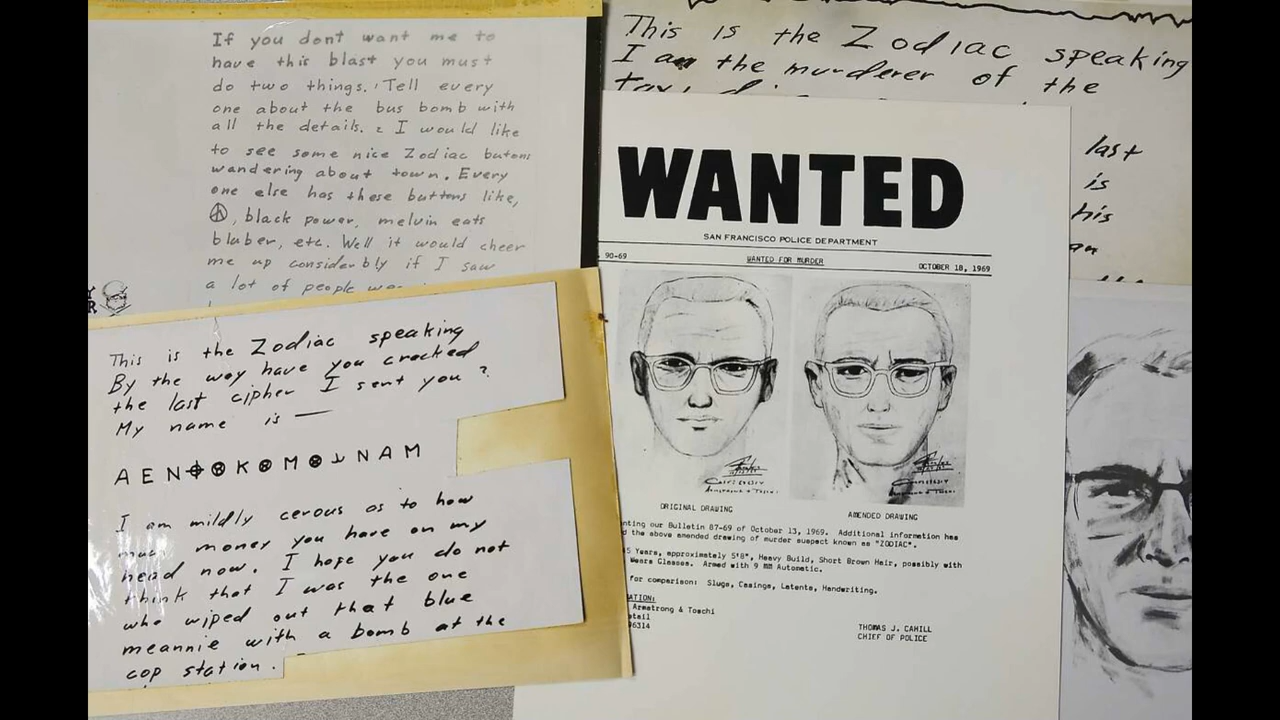 If you dont want me to
have this blast you must
do two things. 1 Tell every
one about the bus bomb with
all the details. 2 I would like
to see some nice Zodiac butons
wandering about town. Every
one else has these buttons like,
☮, black power, melvin eats
bluber, etc. Well it would cheer
me up considerbly if I saw
a lot of people
This is the Zodiac speaking
I am the murderer of the
last
is
his
an
This is the Zodiac speaking
By the way have you cracked
the last cipher I sent you?
My name is —
AEN⌖⊗K⊗M⊗⅃NAM
I am mildly cerous as to how
much money you have on my
head now. I hope you do not
think that I was the one
who wiped out that blue
meannie with a bomb at the
cop station.
WANTED
SAN FRANCISCO POLICE DEPARTMENT
90-69 WANTED FOR MURDER OCTOBER 18, 1969
ORIGINAL DRAWING AMENDED DRAWING
nting our Bulletin 87-69 of October 13, 1969. Additional information has
d the above amended drawing of murder suspect known as "ZODIAC".
5 Years, approximately 5'8", Heavy Build, Short Brown Hair, possibly with
Wears Glasses. Armed with 9 MM Automatic.
for comparison: Slugs, Casings, Latents, Handwriting.
ATION:
Armstrong & Toschi
etail
96314
THOMAS J. CAHILL
CHIEF OF POLICE